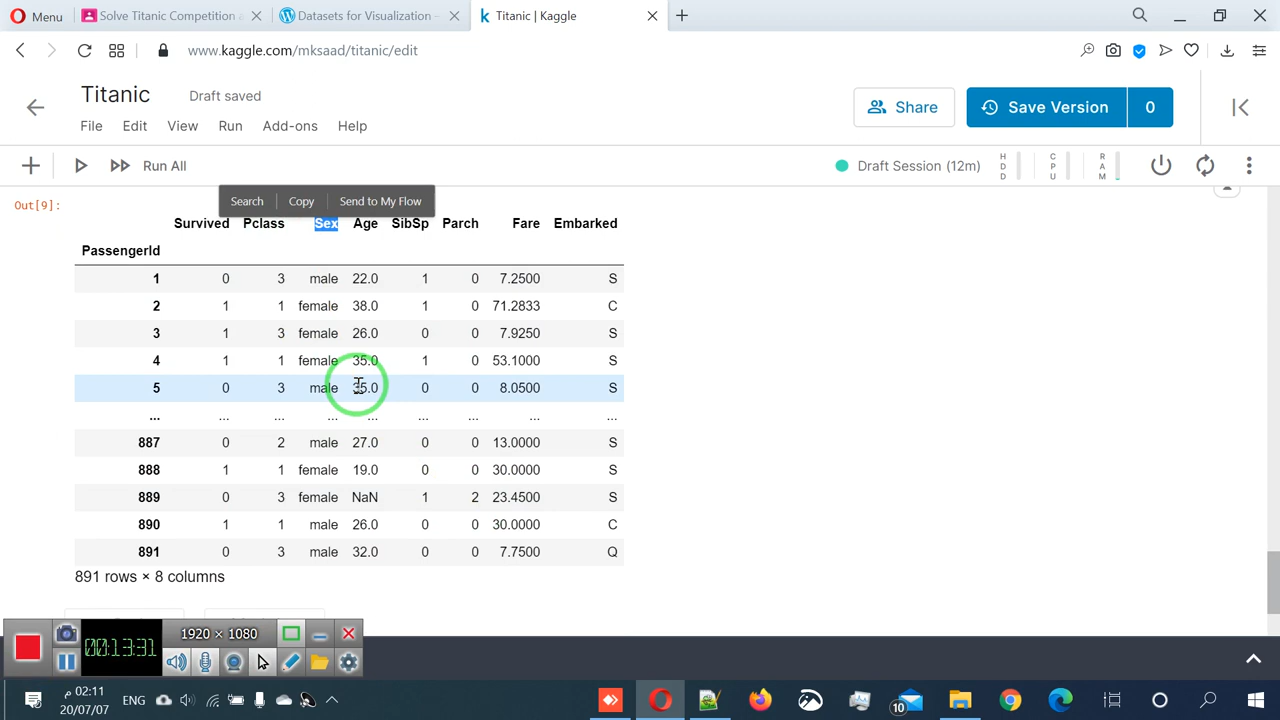 Menu
Solve Titanic Competition
Datasets for Visualization –
Titanic | Kaggle
www.kaggle.com/mksaad/titanic/edit
Titanic Draft saved
Share Save Version 0
File Edit View Run Add-ons Help
Run All
Draft Session (12m)
HDD CPU RAM
Out[9]:
Search Copy Send to My Flow
Survived Pclass Sex Age SibSp Parch Fare Embarked
PassengerId
1 0 3 male 22.0 1 0 7.2500 S
2 1 1 female 38.0 1 0 71.2833 C
3 1 3 female 26.0 0 0 7.9250 S
4 1 1 female 35.0 1 0 53.1000 S
5 0 3 male 35.0 0 0 8.0500 S
... ... ... ... ... ... ... ... ...
887 0 2 male 27.0 0 0 13.0000 S
888 1 1 female 19.0 0 0 30.0000 S
889 0 3 female NaN 1 2 23.4500 S
890 1 1 male 26.0 0 0 30.0000 C
891 0 3 male 32.0 0 0 7.7500 Q
891 rows × 8 columns
1920 × 1080
00:13:31
02:11 م
ENG
20/07/07
10